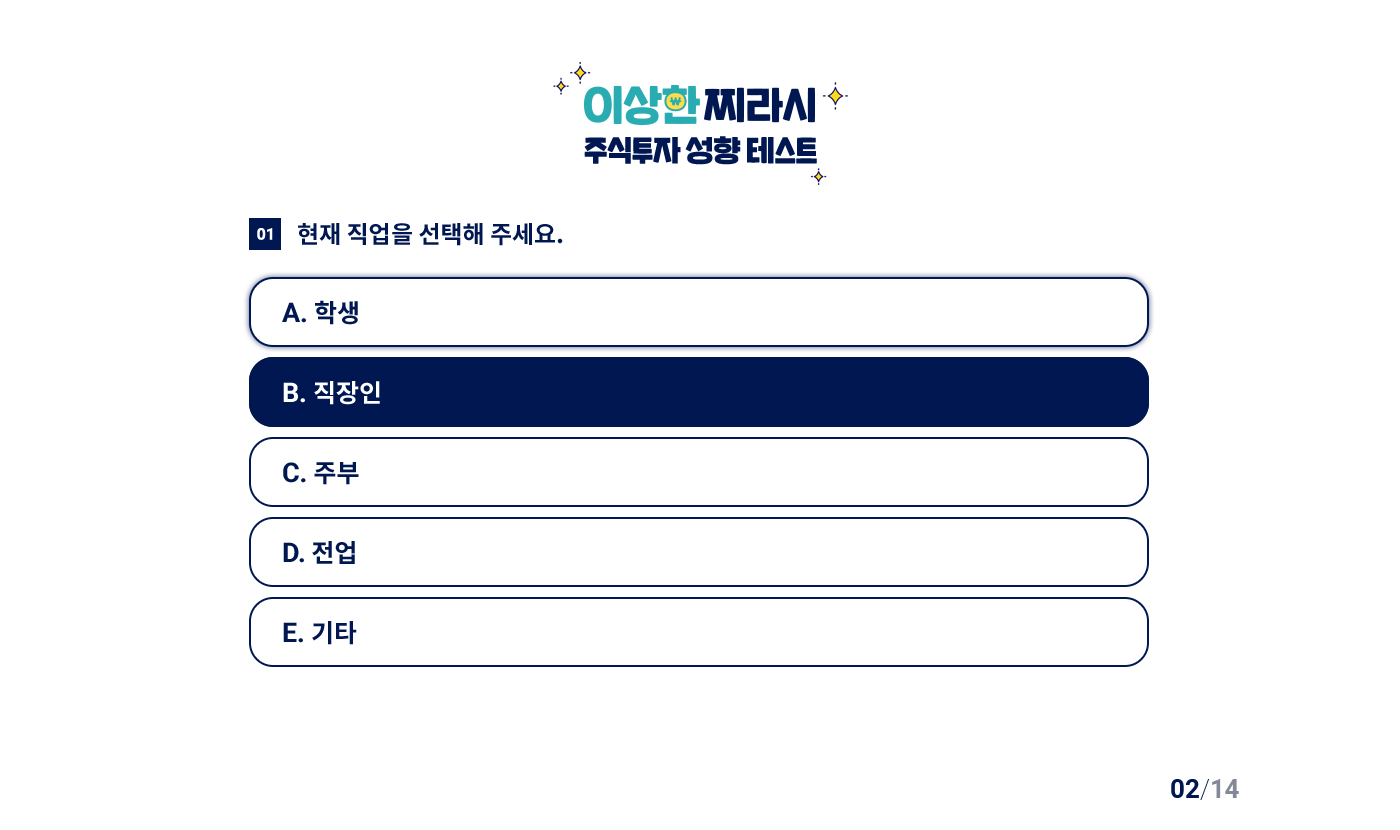 이상한 찌라시
주식투자 성향 테스트
01 현재 직업을 선택해 주세요.
A. 학생
B. 직장인
C. 주부
D. 전업
E. 기타
02/14